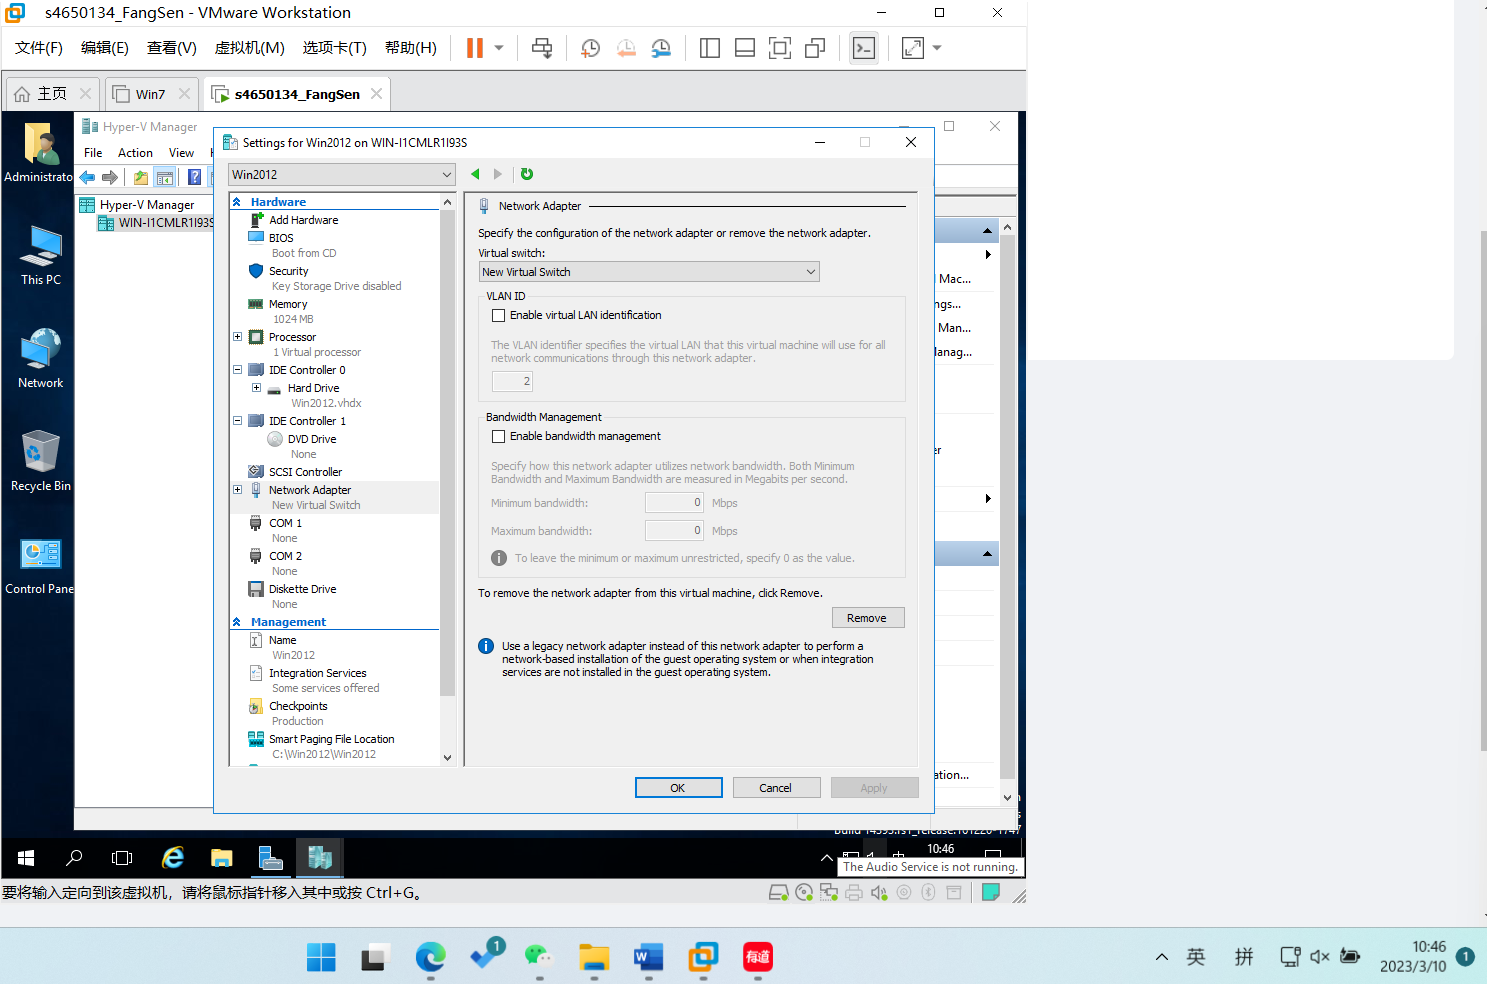 s4650134_FangSen - VMware Workstation
文件(F) 编辑(E) 查看(V) 虚拟机(M) 选项卡(T) 帮助(H)
主页
Win7
s4650134_FangSen
Administrato
This PC
Network
Recycle Bin
Control Pane
Hyper-V Manager
File Action View
Hyper-V Manager
WIN-I1CMLR1I93S
Settings for Win2012 on WIN-I1CMLR1I93S
Win2012
Hardware
Add Hardware
BIOS
Boot from CD
Security
Key Storage Drive disabled
Memory
1024 MB
Processor
1 Virtual processor
IDE Controller 0
Hard Drive
Win2012.vhdx
IDE Controller 1
DVD Drive
None
SCSI Controller
Network Adapter
New Virtual Switch
COM 1
None
COM 2
None
Diskette Drive
None
Management
Name
Win2012
Integration Services
Some services offered
Checkpoints
Production
Smart Paging File Location
C:\Win2012\Win2012
Network Adapter
Specify the configuration of the network adapter or remove the network adapter.
Virtual switch:
New Virtual Switch
VLAN ID
Enable virtual LAN identification
The VLAN identifier specifies the virtual LAN that this virtual machine will use for all
network communications through this network adapter.
2
Bandwidth Management
Enable bandwidth management
Specify how this network adapter utilizes network bandwidth. Both Minimum
Bandwidth and Maximum Bandwidth are measured in Megabits per second.
Minimum bandwidth: 0 Mbps
Maximum bandwidth: 0 Mbps
To leave the minimum or maximum unrestricted, specify 0 as the value.
To remove the network adapter from this virtual machine, click Remove.
Remove
Use a legacy network adapter instead of this network adapter to perform a
network-based installation of the guest operating system or when integration
services are not installed in the guest operating system.
OK Cancel Apply
Mac...
ngs...
Man...
anag...
er
ation...
10:46
The Audio Service is not running.
要将输入定向到该虚拟机，请将鼠标指针移入其中或按 Ctrl+G。
1
W
有道
英 拼
10:46
2023/3/10
1